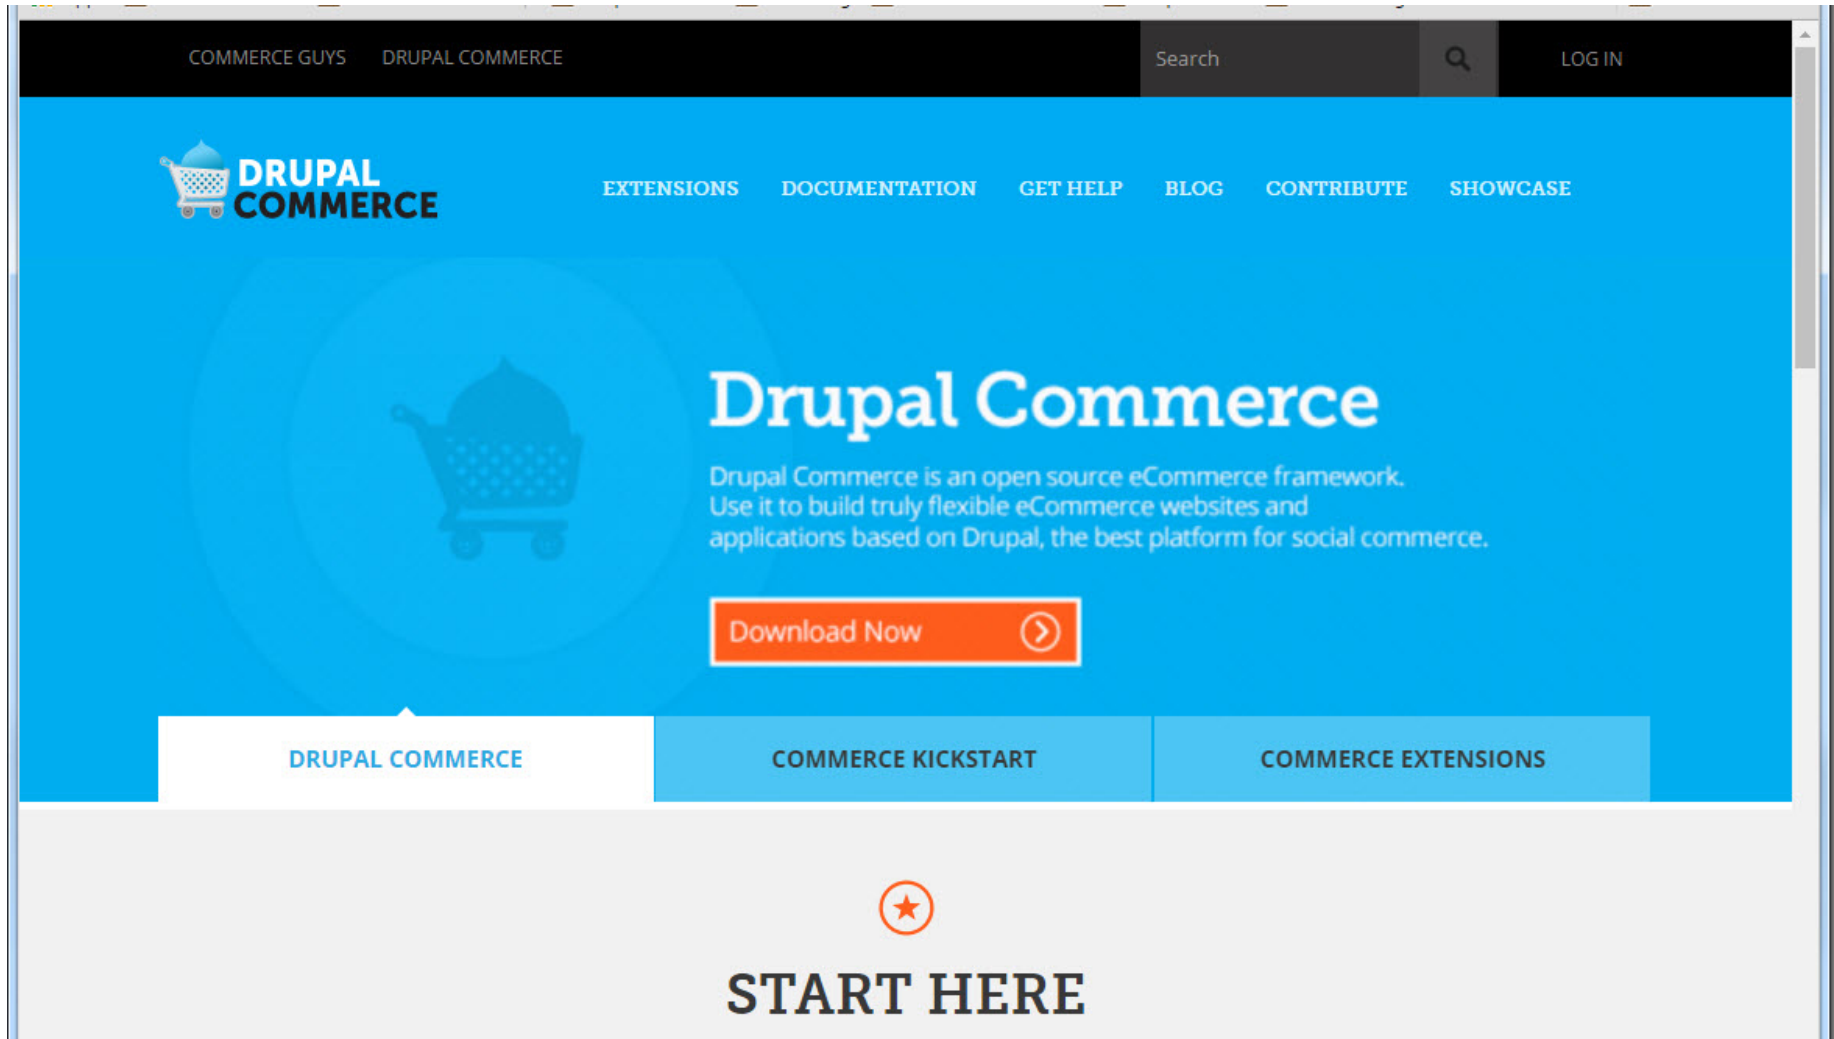 COMMERCE GUYS DRUPAL COMMERCE Search LOG IN
DRUPAL
COMMERCE
EXTENSIONS DOCUMENTATION GET HELP BLOG CONTRIBUTE SHOWCASE
Drupal Commerce
Drupal Commerce is an open source eCommerce framework.
Use it to build truly flexible eCommerce websites and
applications based on Drupal, the best platform for social commerce.
Download Now
DRUPAL COMMERCE COMMERCE KICKSTART COMMERCE EXTENSIONS
START HERE